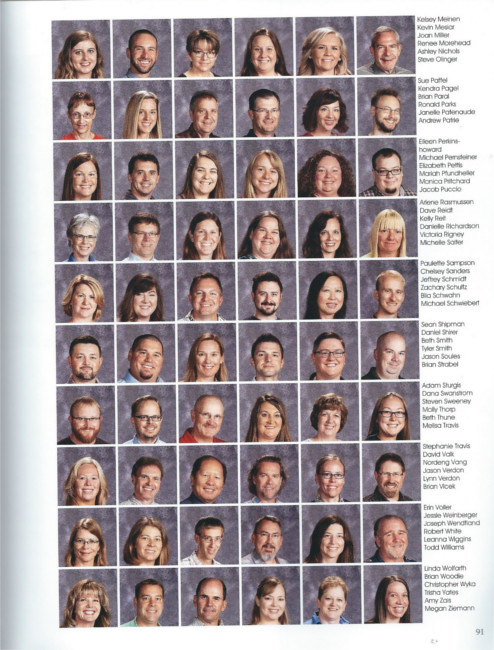 Kelsey Meinen
Kevin Mesiar
Joan Miller
Renee Morehead
Ashley Nichols
Steve Olinger
Sue Paffel
Kendra Pagel
Brian Paral
Ronald Parks
Janelle Patenaude
Andrew Patrie
Eileen Perkins-
howard
Michael Pernsteiner
Elizabeth Pettis
Mariah Pfundheller
Monica Pritchard
Jacob Puccio
Arlene Rasmussen
Dave Reidt
Kelly Reit
Danielle Richardson
Victoria Rigney
Michelle Salter
Paulette Sampson
Chelsey Sanders
Jeffrey Schmidt
Zachary Schultz
Bila Schwahn
Michael Schwiebert
Sean Shipman
Daniel Shirer
Beth Smith
Tyler Smith
Jason Soules
Brian Strabel
Adam Sturgis
Dana Swanstrom
Steven Sweeney
Molly Thorp
Beth Thune
Melisa Travis
Stephanie Travis
David Valk
Nordeng Vang
Jason Verdon
Lynn Verdon
Brian Vlcek
Erin Voller
Jessie Weinberger
Joseph Wendtland
Robert White
Leanna Wiggins
Todd Williams
Linda Wolfarth
Brian Woodie
Christopher Wyka
Trisha Yates
Amy Zais
Megan Ziemann
91